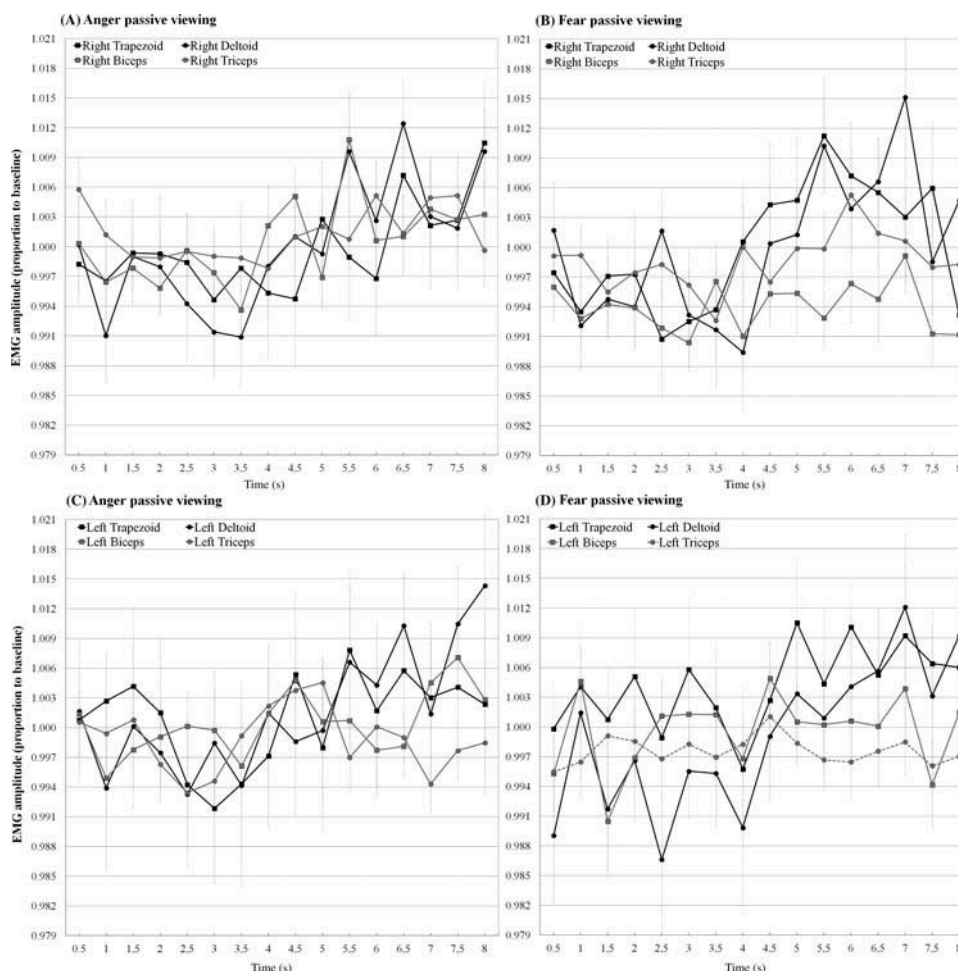 (A) Anger passive viewing
1.021
1.018
1.015
1.012
1.009
1.006
1.003
1.000
0.997
0.994
0.991
0.988
0.985
0.982
0.979
EMG amplitude (proportion to baseline)
Right Trapezoid Right Deltoid
Right Biceps Right Triceps
0.5 1 1,5 2 2,5 3 3,5 4 4,5 5 5,5 6 6,5 7 7,5 8
Time (s)
(B) Fear passive viewing
1.021
1.018
1.015
1.012
1.009
1.006
1.003
1.000
0.997
0.994
0.991
0.988
0.985
0.982
0.979
Right Trapezoid Right Deltoid
Right Biceps Right Triceps
0.5 1 1,5 2 2,5 3 3,5 4 4,5 5 5,5 6 6,5 7 7,5 8
Time (s)
(C) Anger passive viewing
1.021
1.018
1.015
1.012
1.009
1.006
1.003
1.000
0.997
0.994
0.991
0.988
0.985
0.982
0.979
EMG amplitude (proportion to baseline)
Left Trapezoid Left Deltoid
Left Biceps Left Triceps
0.5 1 1,5 2 2,5 3 3,5 4 4,5 5 5,5 6 6,5 7 7,5 8
Time (s)
(D) Fear passive viewing
1.021
1.018
1.015
1.012
1.009
1.006
1.003
1.000
0.997
0.994
0.991
0.988
0.985
0.982
0.979
Left Trapezoid Left Deltoid
Left Biceps Left Triceps
0.5 1 1,5 2 2,5 3 3,5 4 4,5 5 5,5 6 6,5 7 7,5 8
Time (s)